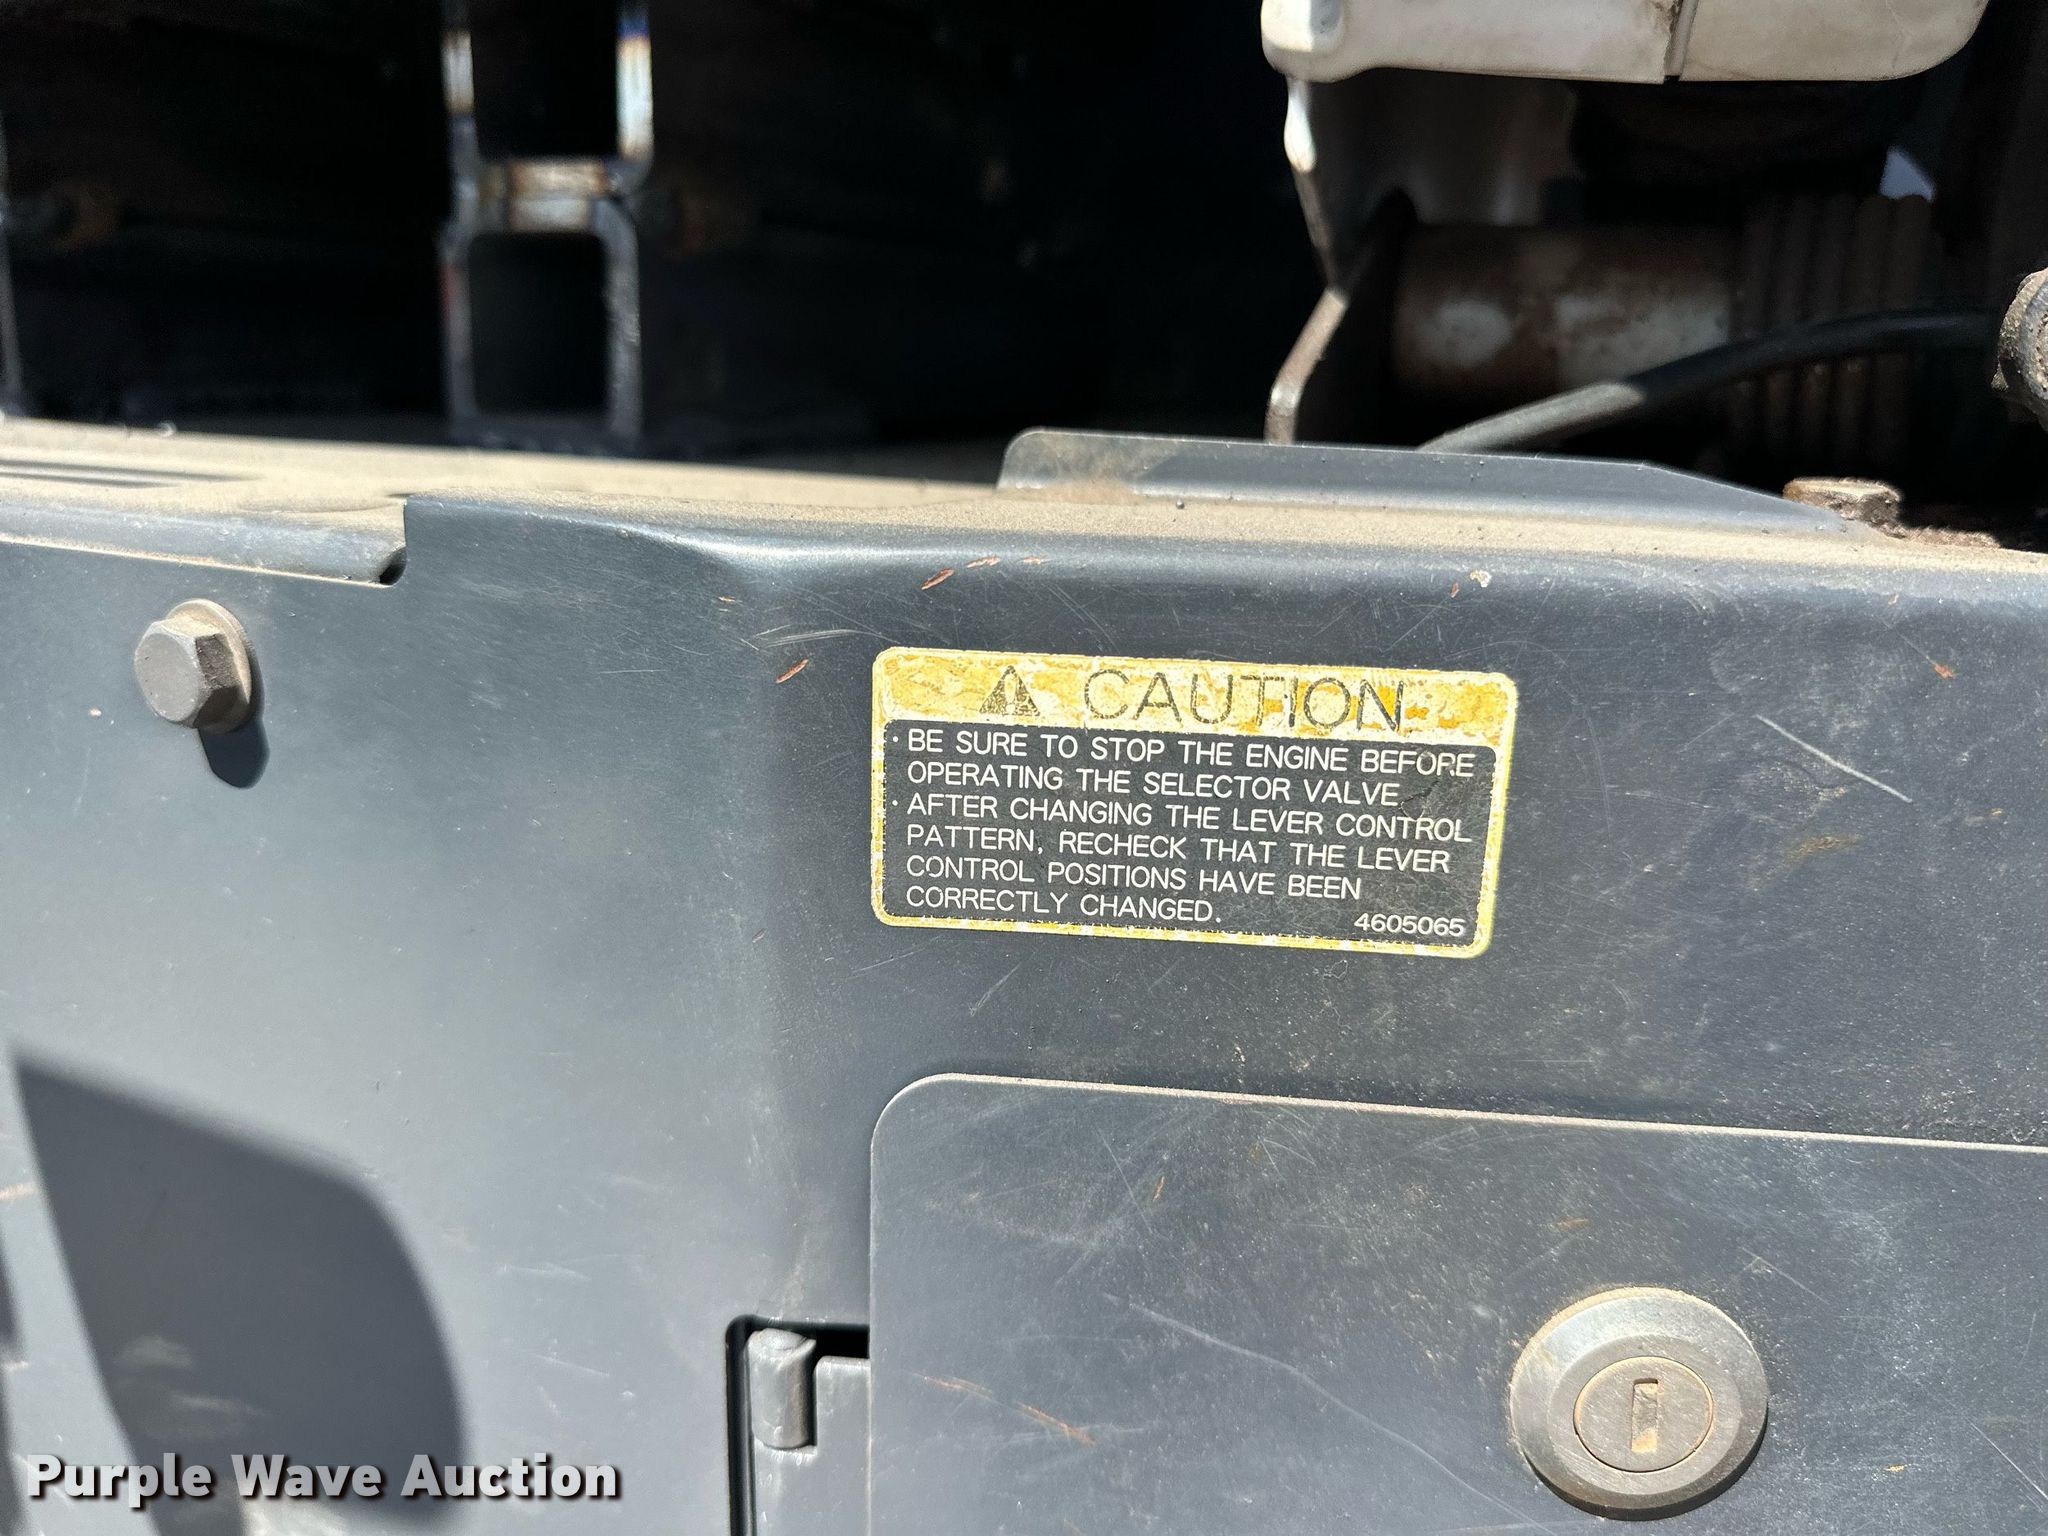 ⚠ CAUTION
· BE SURE TO STOP THE ENGINE BEFORE
OPERATING THE SELECTOR VALVE
· AFTER CHANGING THE LEVER CONTROL
PATTERN, RECHECK THAT THE LEVER
CONTROL POSITIONS HAVE BEEN
CORRECTLY CHANGED.
4605065
Purple Wave Auction